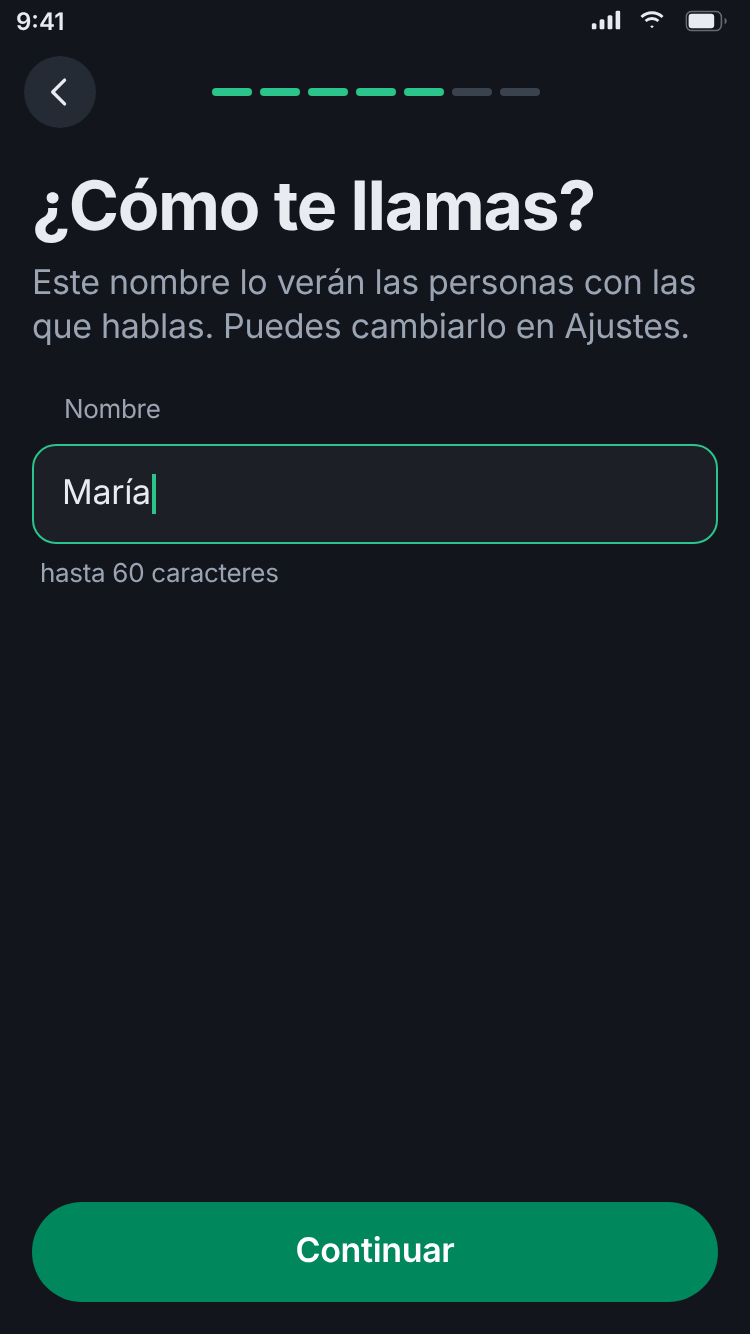 9:41
¿Cómo te llamas?
Este nombre lo verán las personas con las
que hablas. Puedes cambiarlo en Ajustes.
Nombre
María
hasta 60 caracteres
Continuar